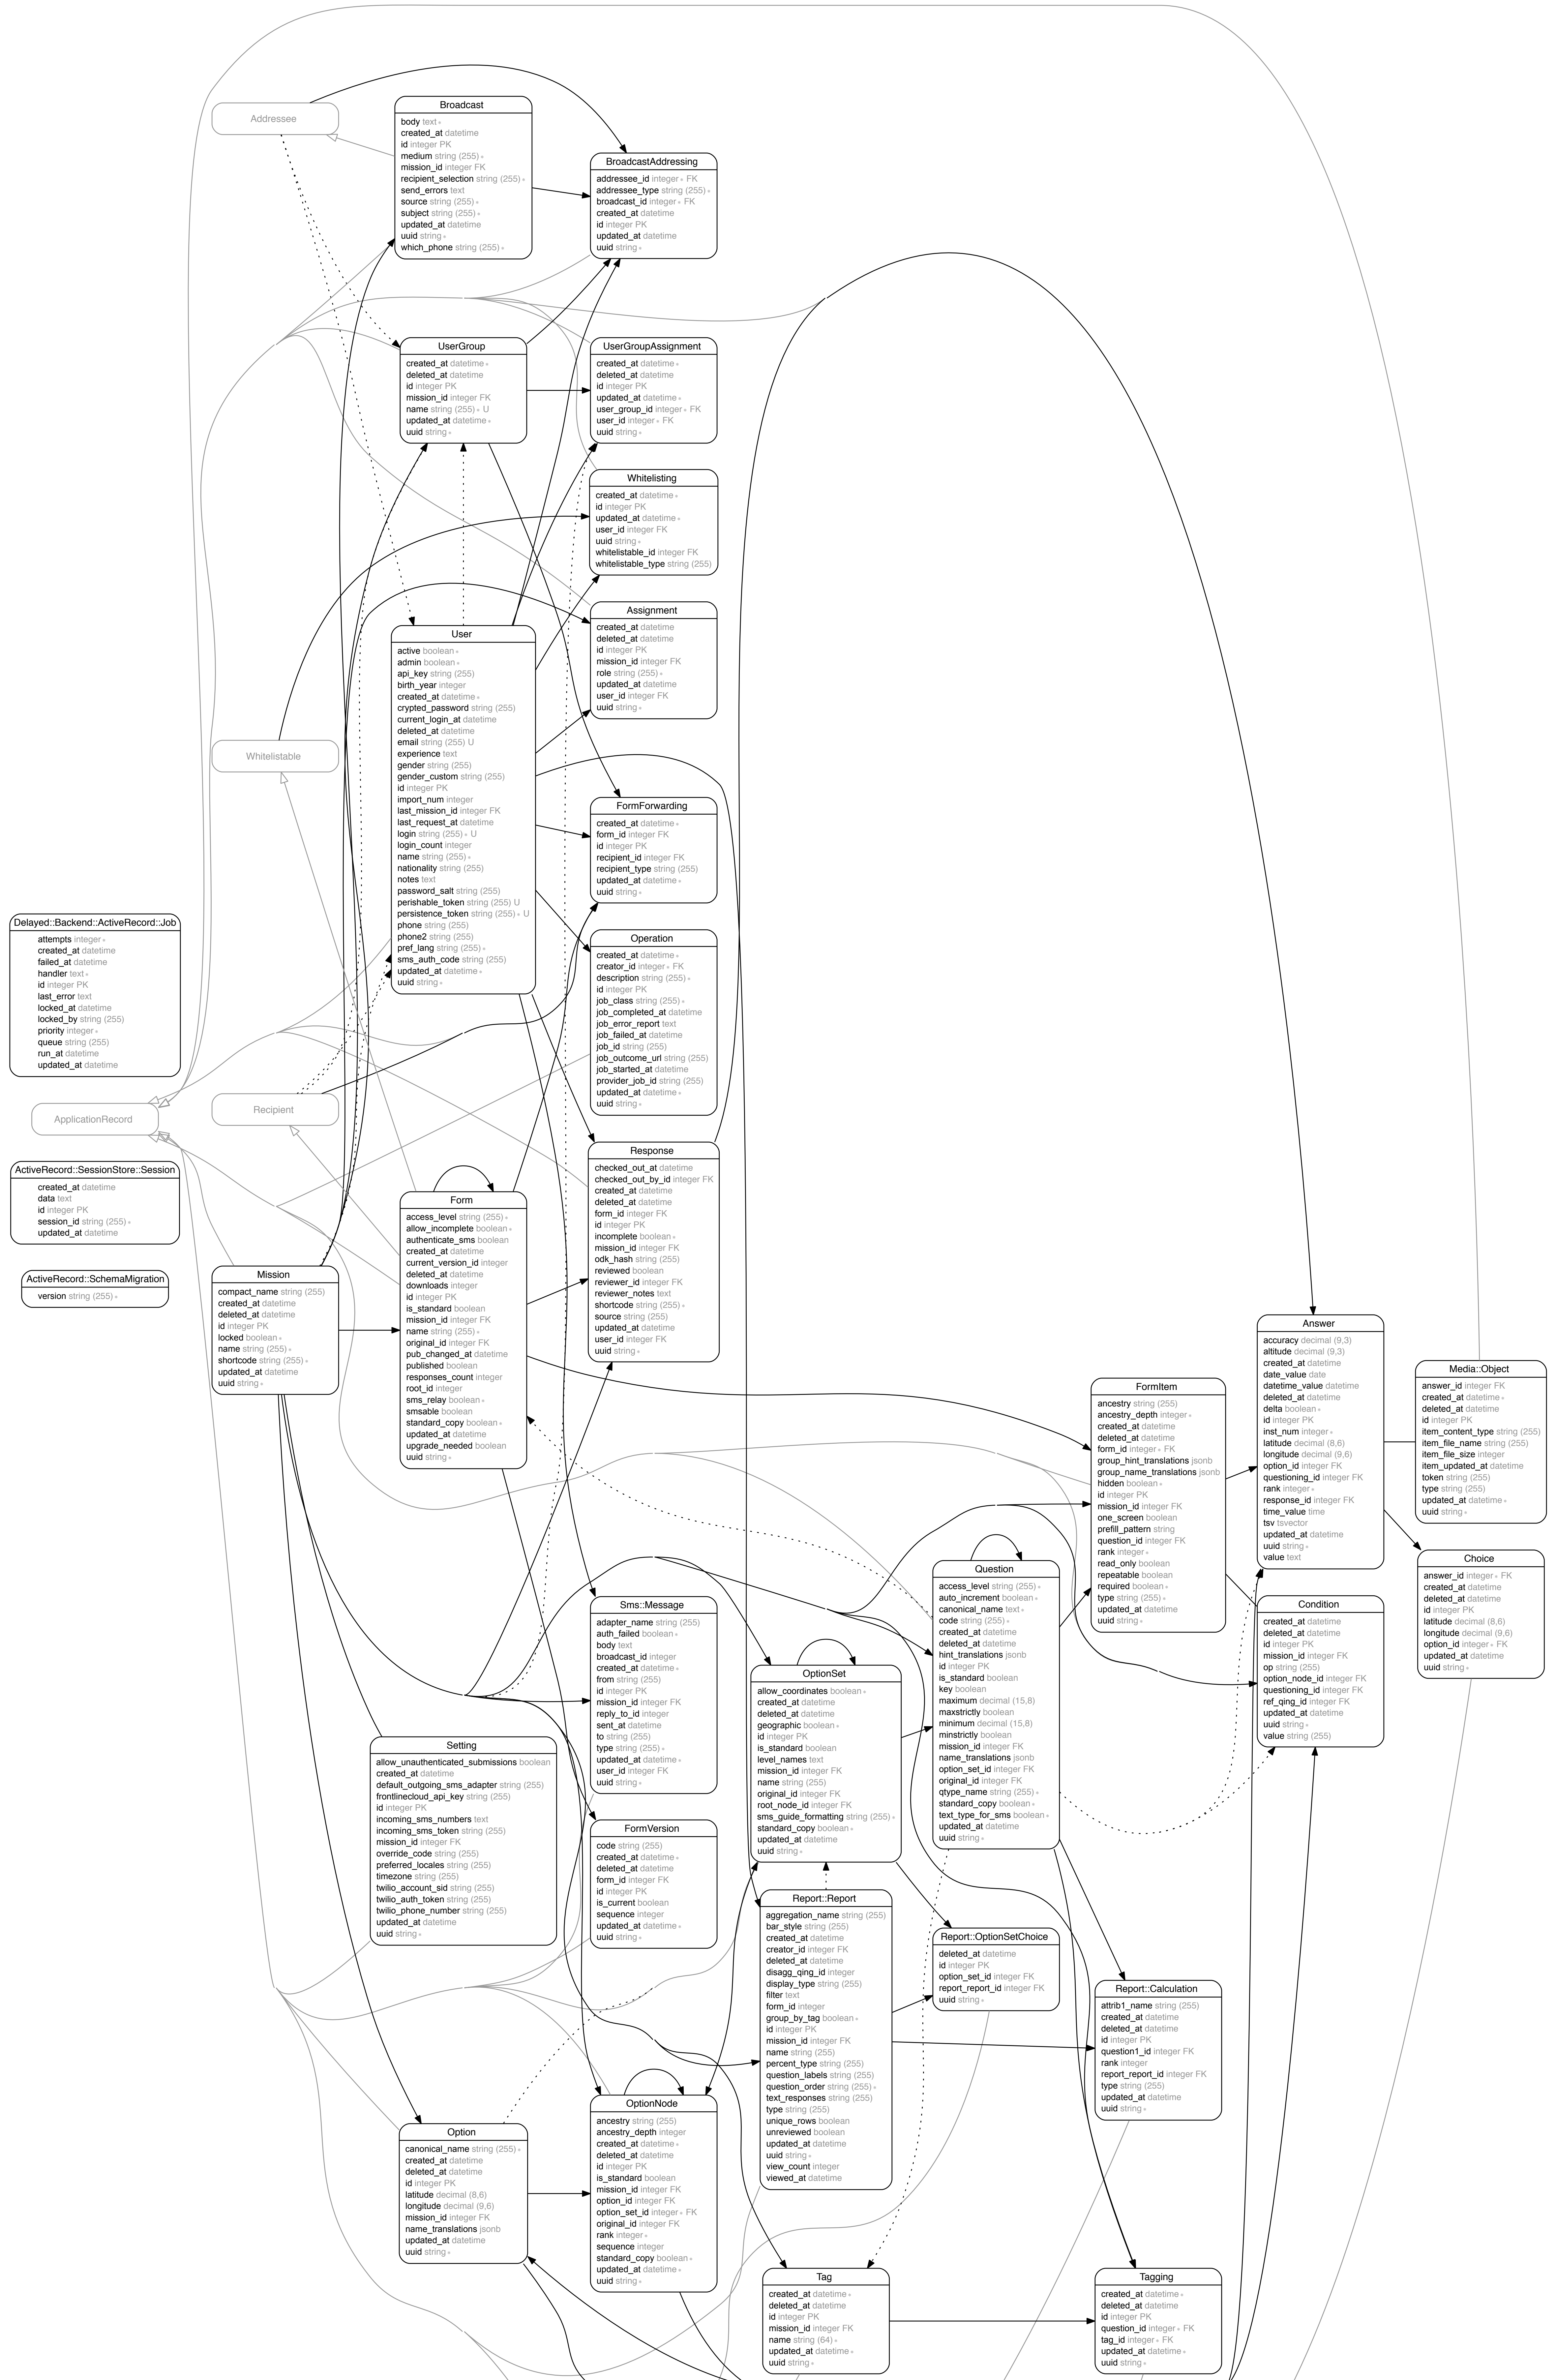 Addressee
Broadcast
body text ∗
created_at datetime
id integer PK
medium string (255) ∗
mission_id integer FK
recipient_selection string (255) ∗
send_errors text
source string (255) ∗
subject string (255) ∗
updated_at datetime
uuid string ∗
which_phone string (255) ∗
BroadcastAddressing
addressee_id integer ∗ FK
addressee_type string (255) ∗
broadcast_id integer ∗ FK
created_at datetime
id integer PK
updated_at datetime
uuid string ∗
UserGroup
created_at datetime ∗
deleted_at datetime
id integer PK
mission_id integer FK
name string (255) ∗ U
updated_at datetime ∗
uuid string ∗
UserGroupAssignment
created_at datetime ∗
deleted_at datetime
id integer PK
updated_at datetime ∗
user_group_id integer ∗ FK
user_id integer ∗ FK
uuid string ∗
Whitelisting
created_at datetime ∗
id integer PK
updated_at datetime ∗
user_id integer FK
uuid string ∗
whitelistable_id integer FK
whitelistable_type string (255)
Assignment
created_at datetime
deleted_at datetime
id integer PK
mission_id integer FK
role string (255) ∗
updated_at datetime
user_id integer FK
uuid string ∗
User
active boolean ∗
admin boolean ∗
api_key string (255)
birth_year integer
created_at datetime ∗
crypted_password string (255)
current_login_at datetime
deleted_at datetime
email string (255) U
experience text
gender string (255)
gender_custom string (255)
id integer PK
import_num integer
last_mission_id integer FK
last_request_at datetime
login string (255) ∗ U
login_count integer
name string (255) ∗
nationality string (255)
notes text
password_salt string (255)
perishable_token string (255) U
persistence_token string (255) ∗ U
phone string (255)
phone2 string (255)
pref_lang string (255) ∗
sms_auth_code string (255)
updated_at datetime ∗
uuid string ∗
Whitelistable
FormForwarding
created_at datetime ∗
form_id integer FK
id integer PK
recipient_id integer FK
recipient_type string (255)
updated_at datetime ∗
uuid string ∗
Delayed::Backend::ActiveRecord::Job
attempts integer ∗
created_at datetime
failed_at datetime
handler text ∗
id integer PK
last_error text
locked_at datetime
locked_by string (255)
priority integer ∗
queue string (255)
run_at datetime
updated_at datetime
Operation
created_at datetime ∗
creator_id integer ∗ FK
description string (255) ∗
id integer PK
job_class string (255) ∗
job_completed_at datetime
job_error_report text
job_failed_at datetime
job_id string (255)
job_outcome_url string (255)
job_started_at datetime
provider_job_id string (255)
updated_at datetime ∗
uuid string ∗
ApplicationRecord
Recipient
ActiveRecord::SessionStore::Session
created_at datetime
data text
id integer PK
session_id string (255) ∗
updated_at datetime
Response
checked_out_at datetime
checked_out_by_id integer FK
created_at datetime
deleted_at datetime
form_id integer FK
id integer PK
incomplete boolean ∗
mission_id integer FK
odk_hash string (255)
reviewed boolean
reviewer_id integer FK
reviewer_notes text
shortcode string (255) ∗
source string (255)
updated_at datetime
user_id integer FK
uuid string ∗
Form
access_level string (255) ∗
allow_incomplete boolean ∗
authenticate_sms boolean
created_at datetime
current_version_id integer
deleted_at datetime
downloads integer
id integer PK
is_standard boolean
mission_id integer FK
name string (255) ∗
original_id integer FK
pub_changed_at datetime
published boolean
responses_count integer
root_id integer
sms_relay boolean ∗
smsable boolean
standard_copy boolean ∗
updated_at datetime
upgrade_needed boolean
uuid string ∗
ActiveRecord::SchemaMigration
version string (255) ∗
Mission
compact_name string (255)
created_at datetime
deleted_at datetime
id integer PK
locked boolean ∗
name string (255) ∗
shortcode string (255) ∗
updated_at datetime
uuid string ∗
Answer
accuracy decimal (9,3)
altitude decimal (9,3)
created_at datetime
date_value date
datetime_value datetime
deleted_at datetime
delta boolean ∗
id integer PK
inst_num integer ∗
latitude decimal (8,6)
longitude decimal (9,6)
option_id integer FK
questioning_id integer FK
rank integer ∗
response_id integer FK
time_value time
tsv tsvector
updated_at datetime
uuid string ∗
value text
Media::Object
answer_id integer FK
created_at datetime ∗
deleted_at datetime
id integer PK
item_content_type string (255)
item_file_name string (255)
item_file_size integer
item_updated_at datetime
token string (255)
type string (255)
updated_at datetime ∗
uuid string ∗
FormItem
ancestry string (255)
ancestry_depth integer ∗
created_at datetime
deleted_at datetime
form_id integer ∗ FK
group_hint_translations jsonb
group_name_translations jsonb
hidden boolean ∗
id integer PK
mission_id integer FK
one_screen boolean
prefill_pattern string
question_id integer FK
rank integer ∗
read_only boolean
repeatable boolean
required boolean ∗
type string (255) ∗
updated_at datetime
uuid string ∗
Choice
answer_id integer ∗ FK
created_at datetime
deleted_at datetime
id integer PK
latitude decimal (8,6)
longitude decimal (9,6)
option_id integer ∗ FK
updated_at datetime
uuid string ∗
Question
access_level string (255) ∗
auto_increment boolean ∗
canonical_name text ∗
code string (255) ∗
created_at datetime
deleted_at datetime
hint_translations jsonb
id integer PK
is_standard boolean
key boolean
maximum decimal (15,8)
maxstrictly boolean
minimum decimal (15,8)
minstrictly boolean
mission_id integer FK
name_translations jsonb
option_set_id integer FK
original_id integer FK
qtype_name string (255) ∗
standard_copy boolean ∗
text_type_for_sms boolean ∗
updated_at datetime
uuid string ∗
Condition
created_at datetime
deleted_at datetime
id integer PK
mission_id integer FK
op string (255)
option_node_id integer FK
questioning_id integer FK
ref_qing_id integer FK
updated_at datetime
uuid string ∗
value string (255)
Sms::Message
adapter_name string (255)
auth_failed boolean ∗
body text
broadcast_id integer
created_at datetime ∗
from string (255)
id integer PK
mission_id integer FK
reply_to_id integer
sent_at datetime
to string (255)
type string (255) ∗
updated_at datetime ∗
user_id integer FK
uuid string ∗
OptionSet
allow_coordinates boolean ∗
created_at datetime
deleted_at datetime
geographic boolean ∗
id integer PK
is_standard boolean
level_names text
mission_id integer FK
name string (255)
original_id integer FK
root_node_id integer FK
sms_guide_formatting string (255) ∗
standard_copy boolean ∗
updated_at datetime
uuid string ∗
Setting
allow_unauthenticated_submissions boolean
created_at datetime
default_outgoing_sms_adapter string (255)
frontlinecloud_api_key string (255)
id integer PK
incoming_sms_numbers text
incoming_sms_token string (255)
mission_id integer FK
override_code string (255)
preferred_locales string (255)
timezone string (255)
twilio_account_sid string (255)
twilio_auth_token string (255)
twilio_phone_number string (255)
updated_at datetime
uuid string ∗
FormVersion
code string (255)
created_at datetime ∗
deleted_at datetime
form_id integer FK
id integer PK
is_current boolean
sequence integer
updated_at datetime ∗
uuid string ∗
Report::Report
aggregation_name string (255)
bar_style string (255)
created_at datetime
creator_id integer FK
deleted_at datetime
disagg_qing_id integer
display_type string (255)
filter text
form_id integer
group_by_tag boolean ∗
id integer PK
mission_id integer FK
name string (255)
percent_type string (255)
question_labels string (255)
question_order string (255) ∗
text_responses string (255)
type string (255)
unique_rows boolean
unreviewed boolean
updated_at datetime
uuid string ∗
view_count integer
viewed_at datetime
Report::OptionSetChoice
deleted_at datetime
id integer PK
option_set_id integer FK
report_report_id integer FK
uuid string ∗
Report::Calculation
attrib1_name string (255)
created_at datetime
deleted_at datetime
id integer PK
question1_id integer FK
rank integer
report_report_id integer FK
type string (255)
updated_at datetime
uuid string ∗
OptionNode
ancestry string (255)
ancestry_depth integer
created_at datetime ∗
deleted_at datetime
id integer PK
is_standard boolean
mission_id integer FK
option_id integer FK
option_set_id integer ∗ FK
original_id integer FK
rank integer ∗
sequence integer
standard_copy boolean ∗
updated_at datetime ∗
uuid string ∗
Option
canonical_name string (255) ∗
created_at datetime
deleted_at datetime
id integer PK
latitude decimal (8,6)
longitude decimal (9,6)
mission_id integer FK
name_translations jsonb
updated_at datetime
uuid string ∗
Tag
created_at datetime ∗
deleted_at datetime
id integer PK
mission_id integer FK
name string (64) ∗
updated_at datetime ∗
uuid string ∗
Tagging
created_at datetime ∗
deleted_at datetime
id integer PK
question_id integer ∗ FK
tag_id integer ∗ FK
updated_at datetime ∗
uuid string ∗